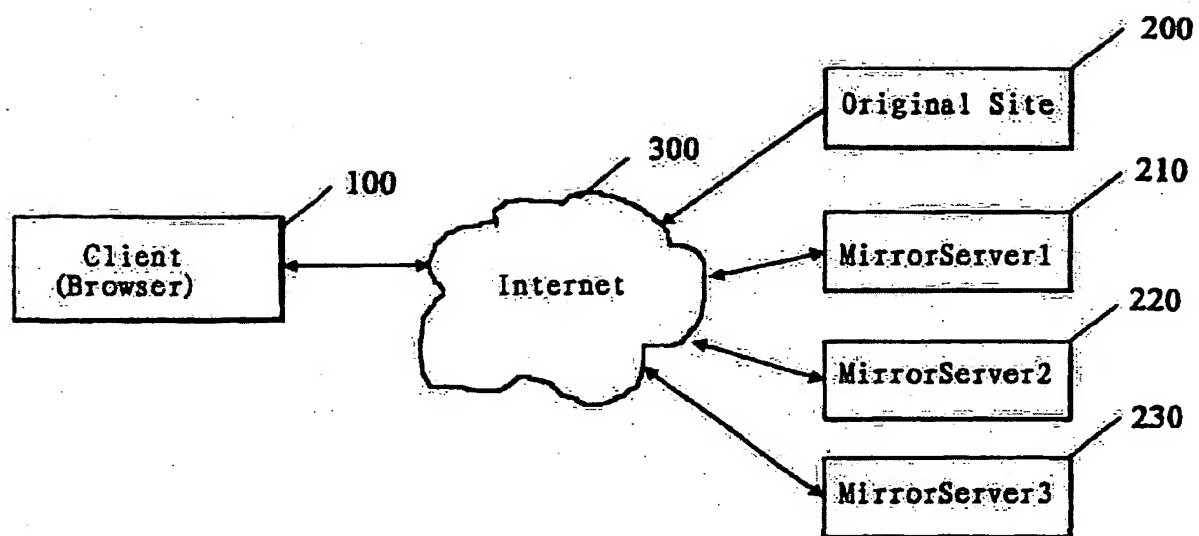 200
Original Site
300
210
100
MirrorServer1
Client
(Browser)
Internet
220
MirrorServer2
230
MirrorServer3